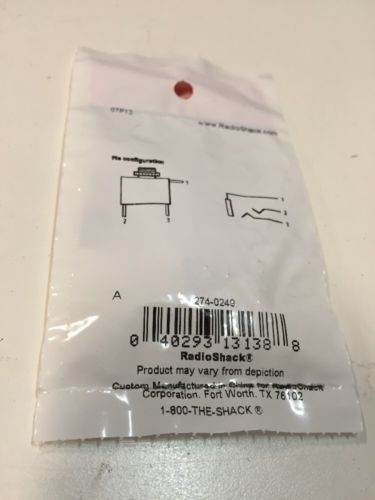 07P13
www.RadioShack.com
Pin configuration
1
2 3
1
2
3
A 274-0249
0 40293 13138 8
RadioShack®
Product may vary from depiction
Custom Manufactured in China for RadioShack
Corporation, Fort Worth, TX 76102
1-800-THE-SHACK®